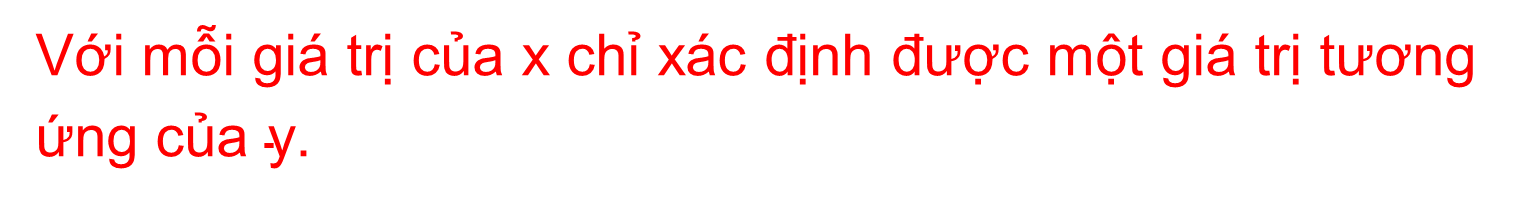 Với mỗi giá trị của x chỉ xác định được một giá trị tương
ứng của -y.